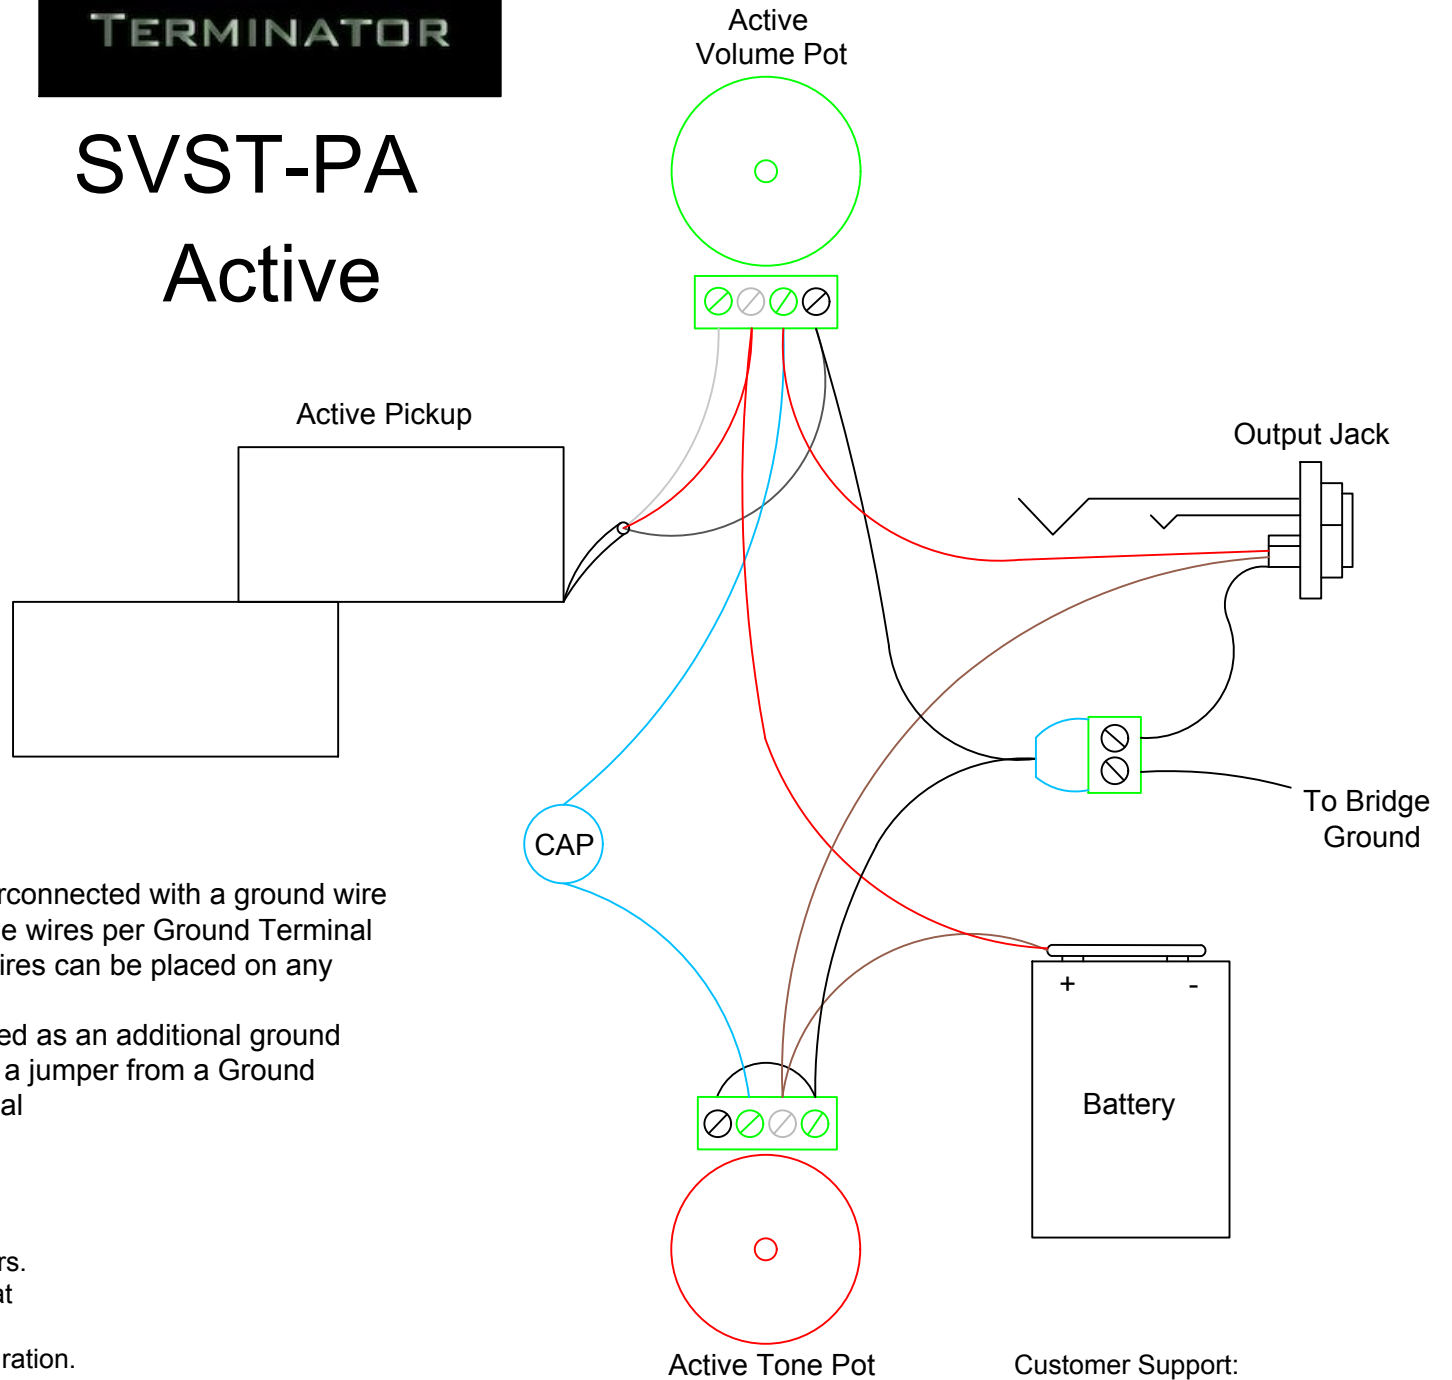 TERMINATOR
SVST-PA
Active
Active
Volume Pot
Active Pickup
Output Jack
To Bridge
Ground
CAP
rconnected with a ground wire
e wires per Ground Terminal
ires can be placed on any
ed as an additional ground
a jumper from a Ground
al
+ -
Battery
rs.
at
ration.
Active Tone Pot
Customer Support: